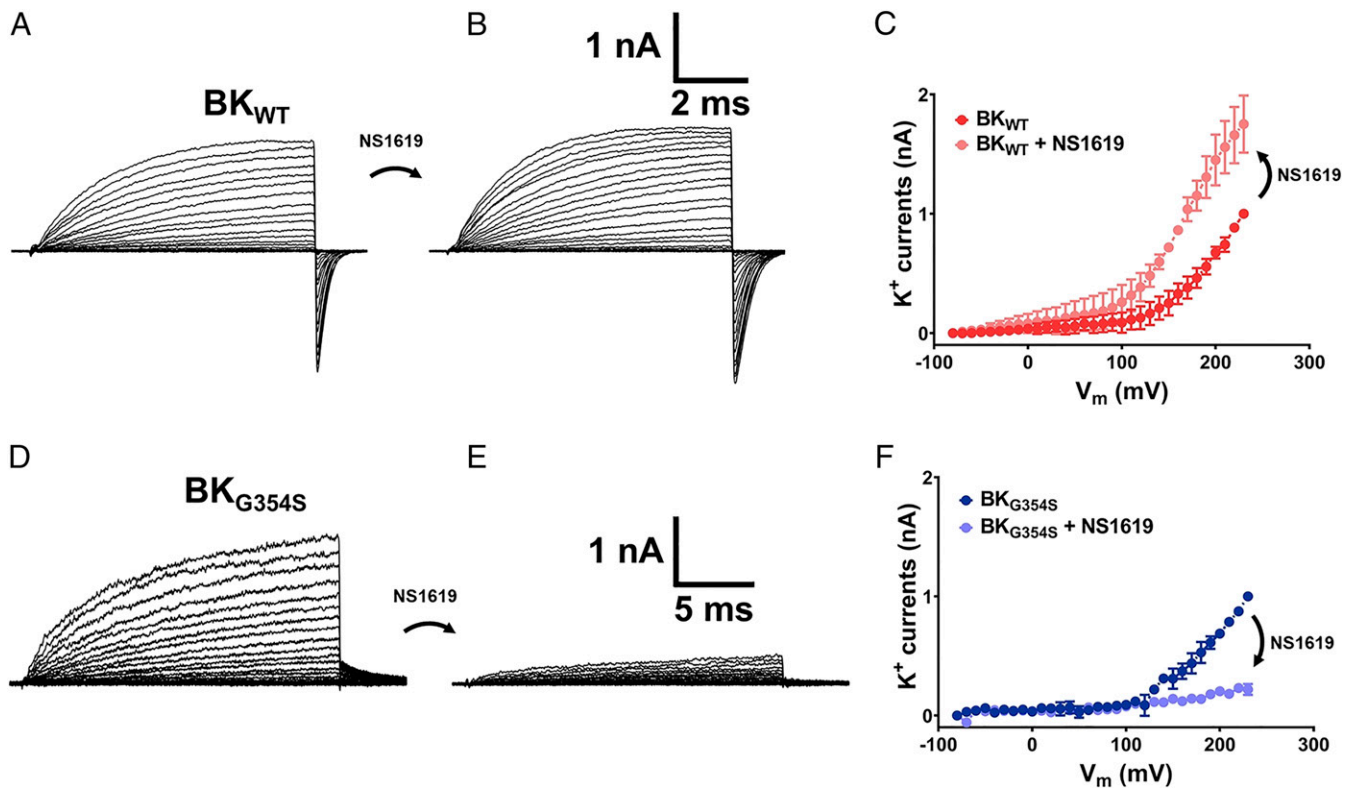 A
B
C
1 nA
2 ms
BKWT
NS1619
K+ currents (nA)
2
1
0
BKWT
BKWT + NS1619
NS1619
-100
0
100
200
300
Vm (mV)
D
E
F
BKG354S
NS1619
1 nA
5 ms
K+ currents (nA)
2
1
0
BKG354S
BKG354S + NS1619
NS1619
-100
0
100
200
300
Vm (mV)